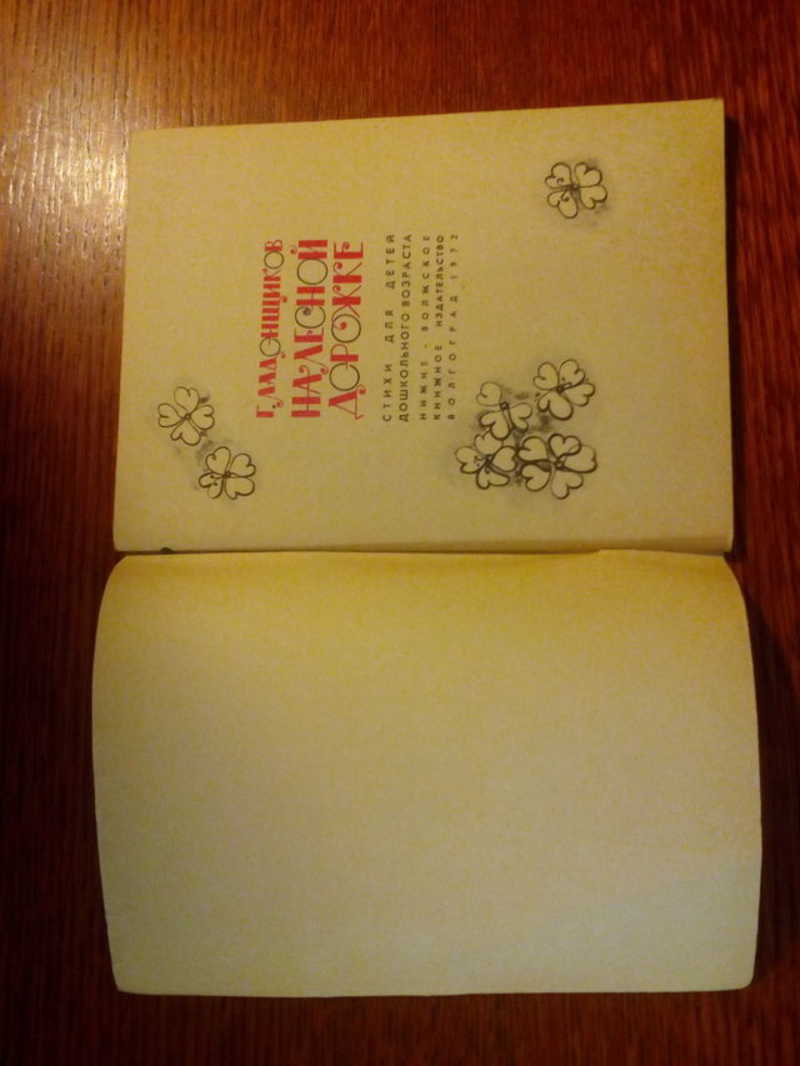 Г. ЛАДОНЩИКОВ
НА ЛЕСНОЙ
ДОРОЖКЕ
СТИХИ ДЛЯ ДЕТЕЙ
ДОШКОЛЬНОГО ВОЗРАСТА
НИЖНЕ-ВОЛЖСКОЕ
КНИЖНОЕ ИЗДАТЕЛЬСТВО
ВОЛГОГРАД 1972